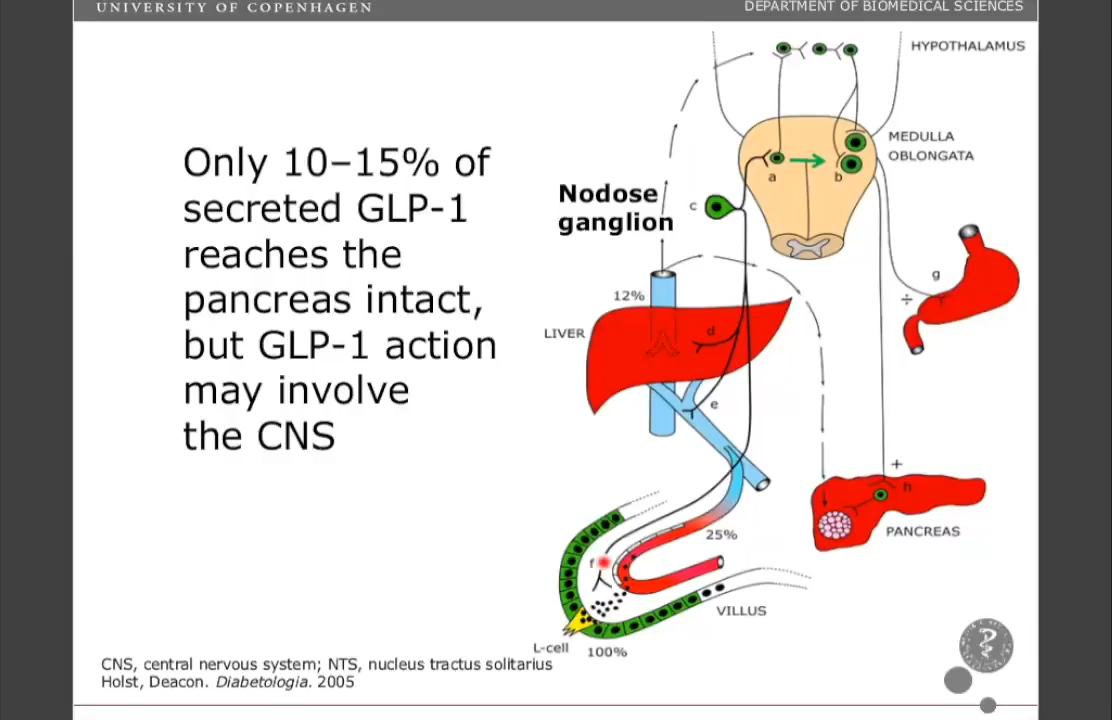 UNIVERSITY OF COPENHAGEN
DEPARTMENT OF BIOMEDICAL SCIENCES
Only 10–15% of
secreted GLP-1
reaches the
pancreas intact,
but GLP-1 action
may involve
the CNS
HYPOTHALAMUS
MEDULLA
OBLONGATA
a
b
Nodose
ganglion
c
g
÷
12%
LIVER
d
e
+
h
PANCREAS
25%
f
VILLUS
L-cell
100%
CNS, central nervous system; NTS, nucleus tractus solitarius
Holst, Deacon. Diabetologia. 2005